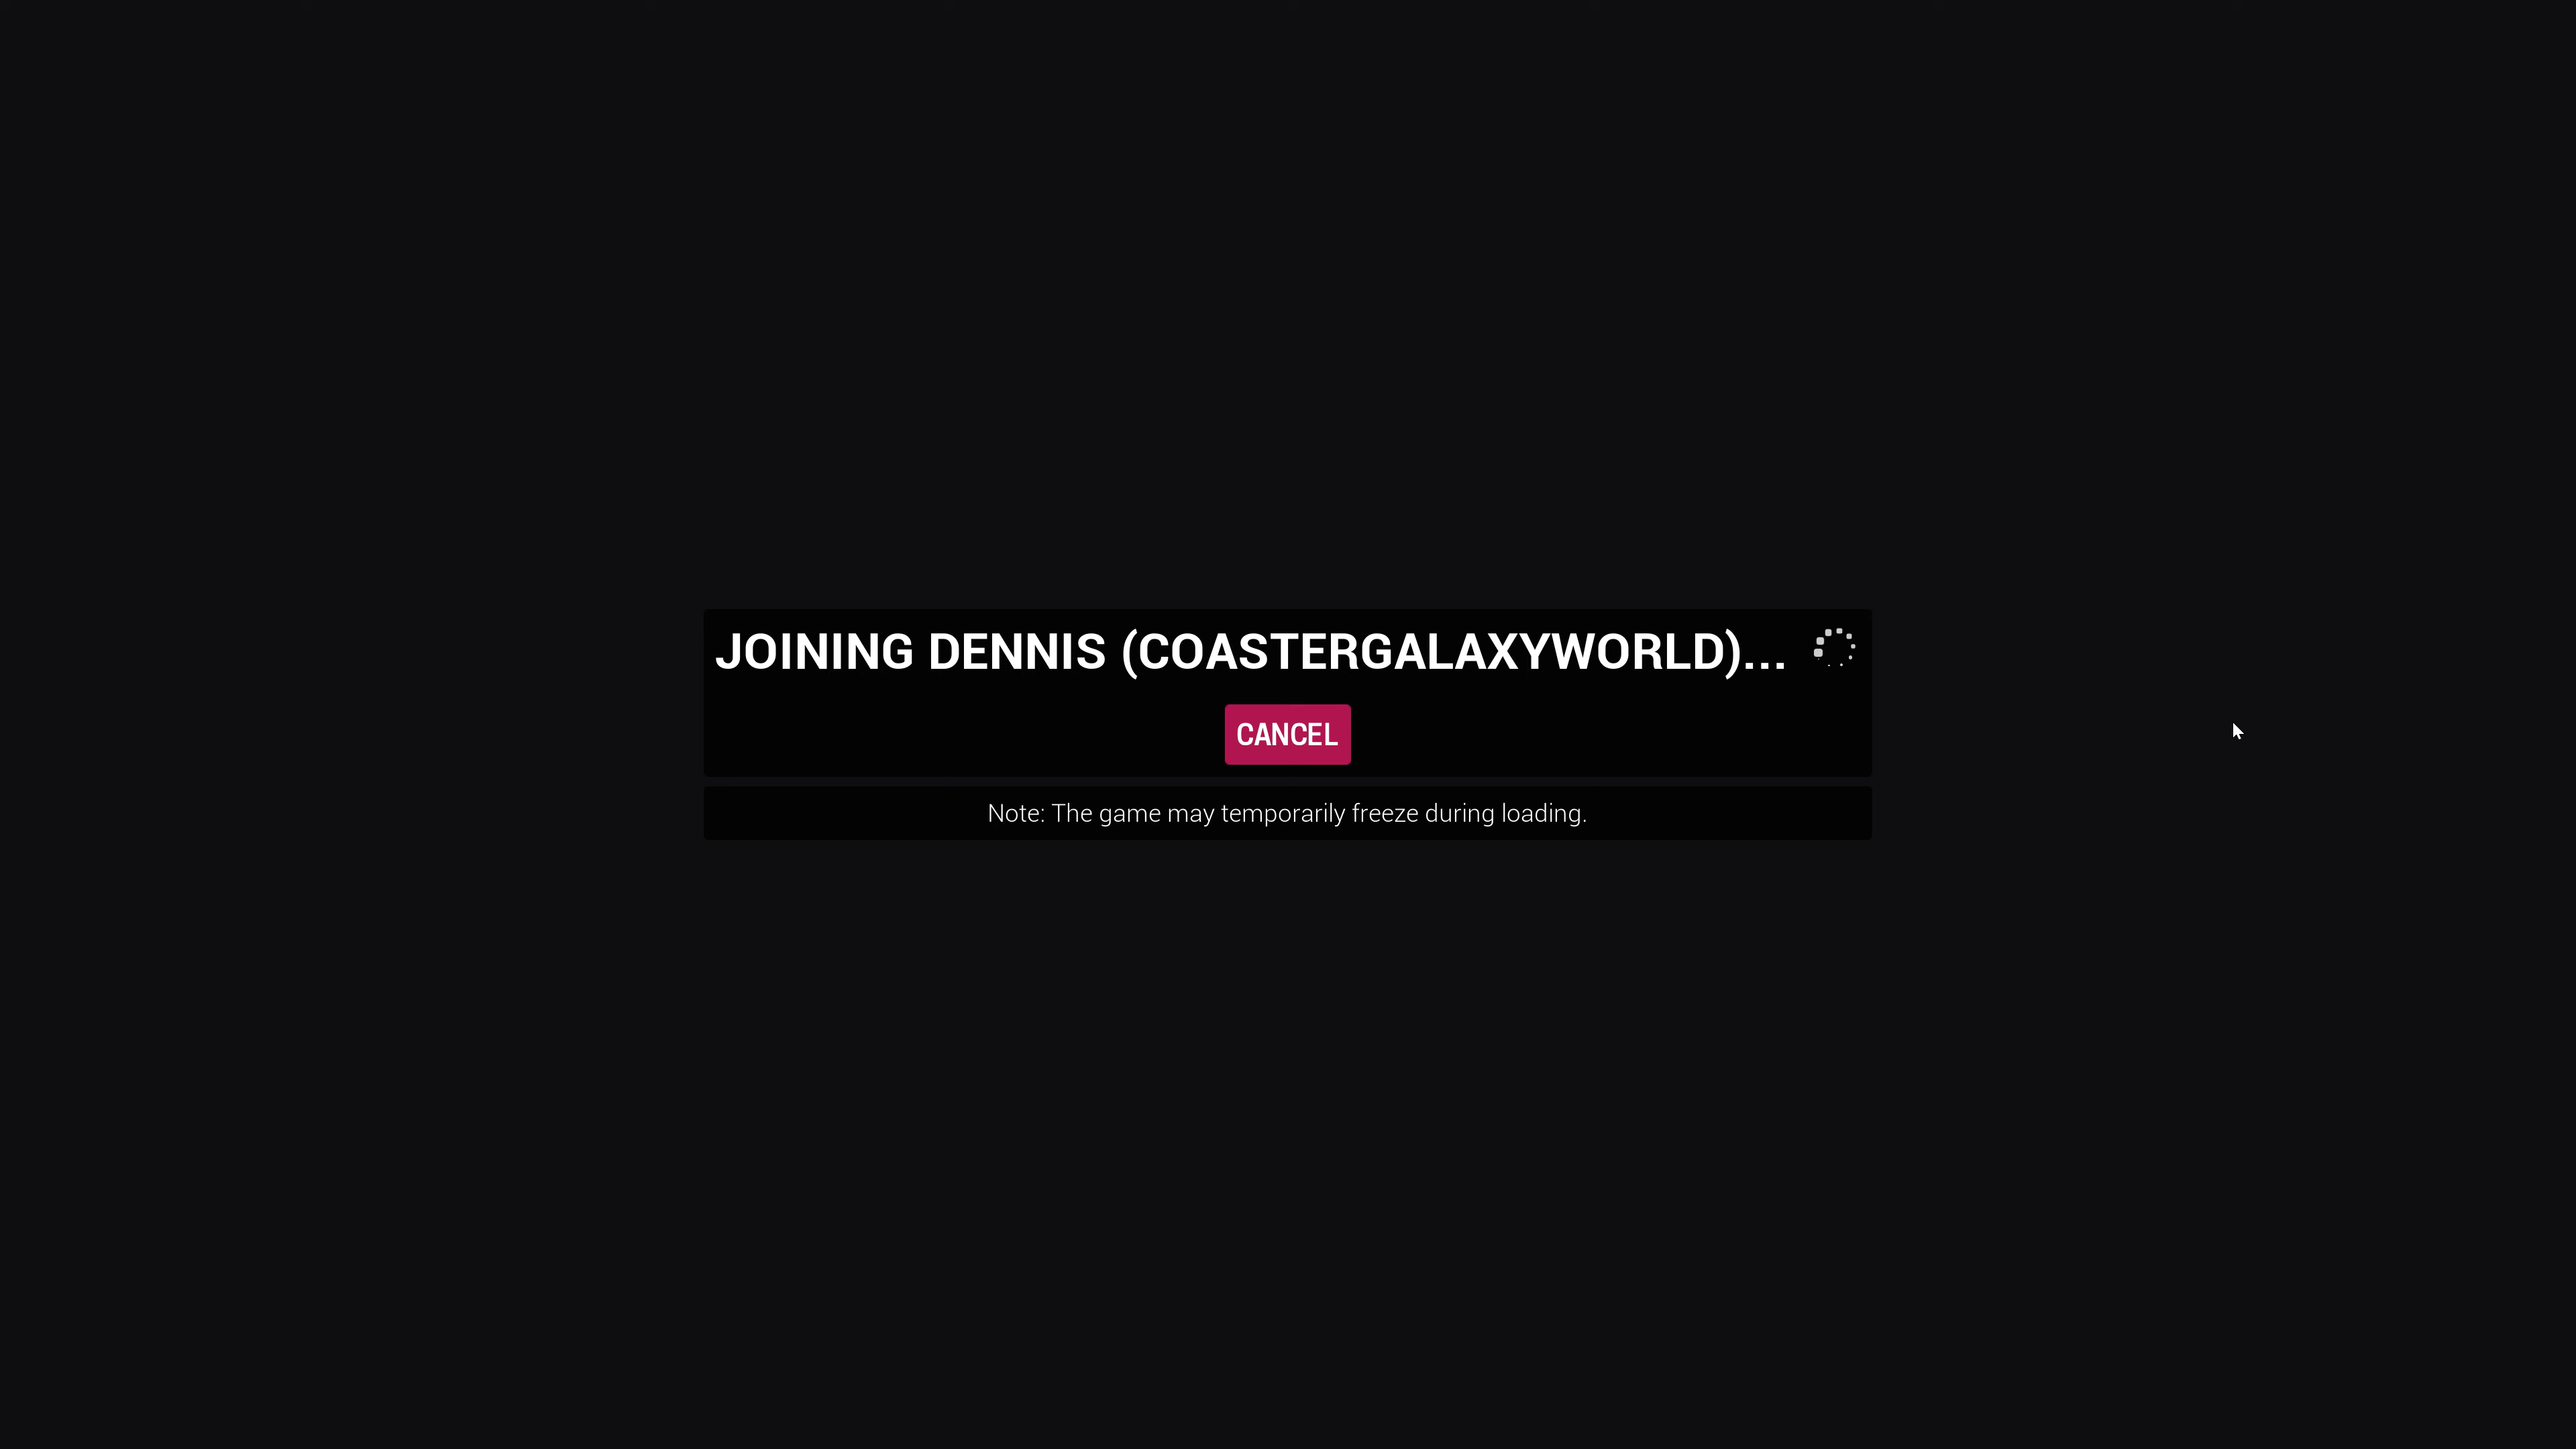 JOINING DENNIS (COASTERGALAXYWORLD)...
CANCEL
Note: The game may temporarily freeze during loading.